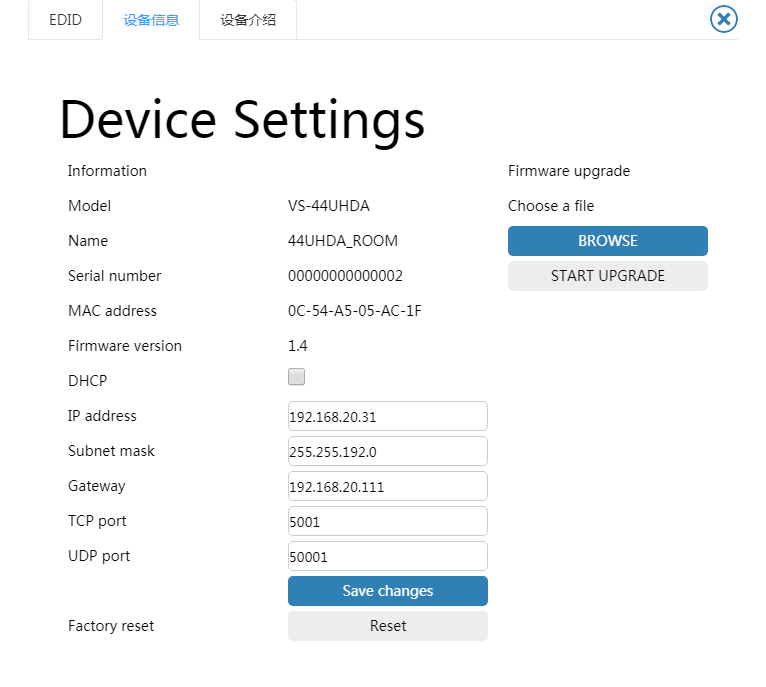 EDID 设备信息 设备介绍
Device Settings
Information Firmware upgrade
Model VS-44UHDA Choose a file
Name 44UHDA_ROOM BROWSE
Serial number 00000000000002 START UPGRADE
MAC address 0C-54-A5-05-AC-1F
Firmware version 1.4
DHCP
IP address 192.168.20.31
Subnet mask 255.255.192.0
Gateway 192.168.20.111
TCP port 5001
UDP port 50001
Save changes
Factory reset Reset